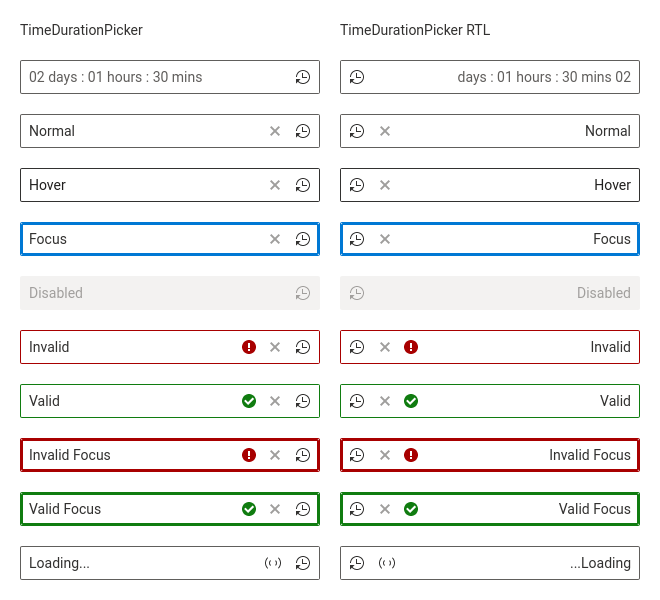 TimeDurationPicker
TimeDurationPicker RTL
02 days : 01 hours : 30 mins
days : 01 hours : 30 mins 02
Normal
Normal
Hover
Hover
Focus
Focus
Disabled
Disabled
Invalid
Invalid
Valid
Valid
Invalid Focus
Invalid Focus
Valid Focus
Valid Focus
Loading...
...Loading